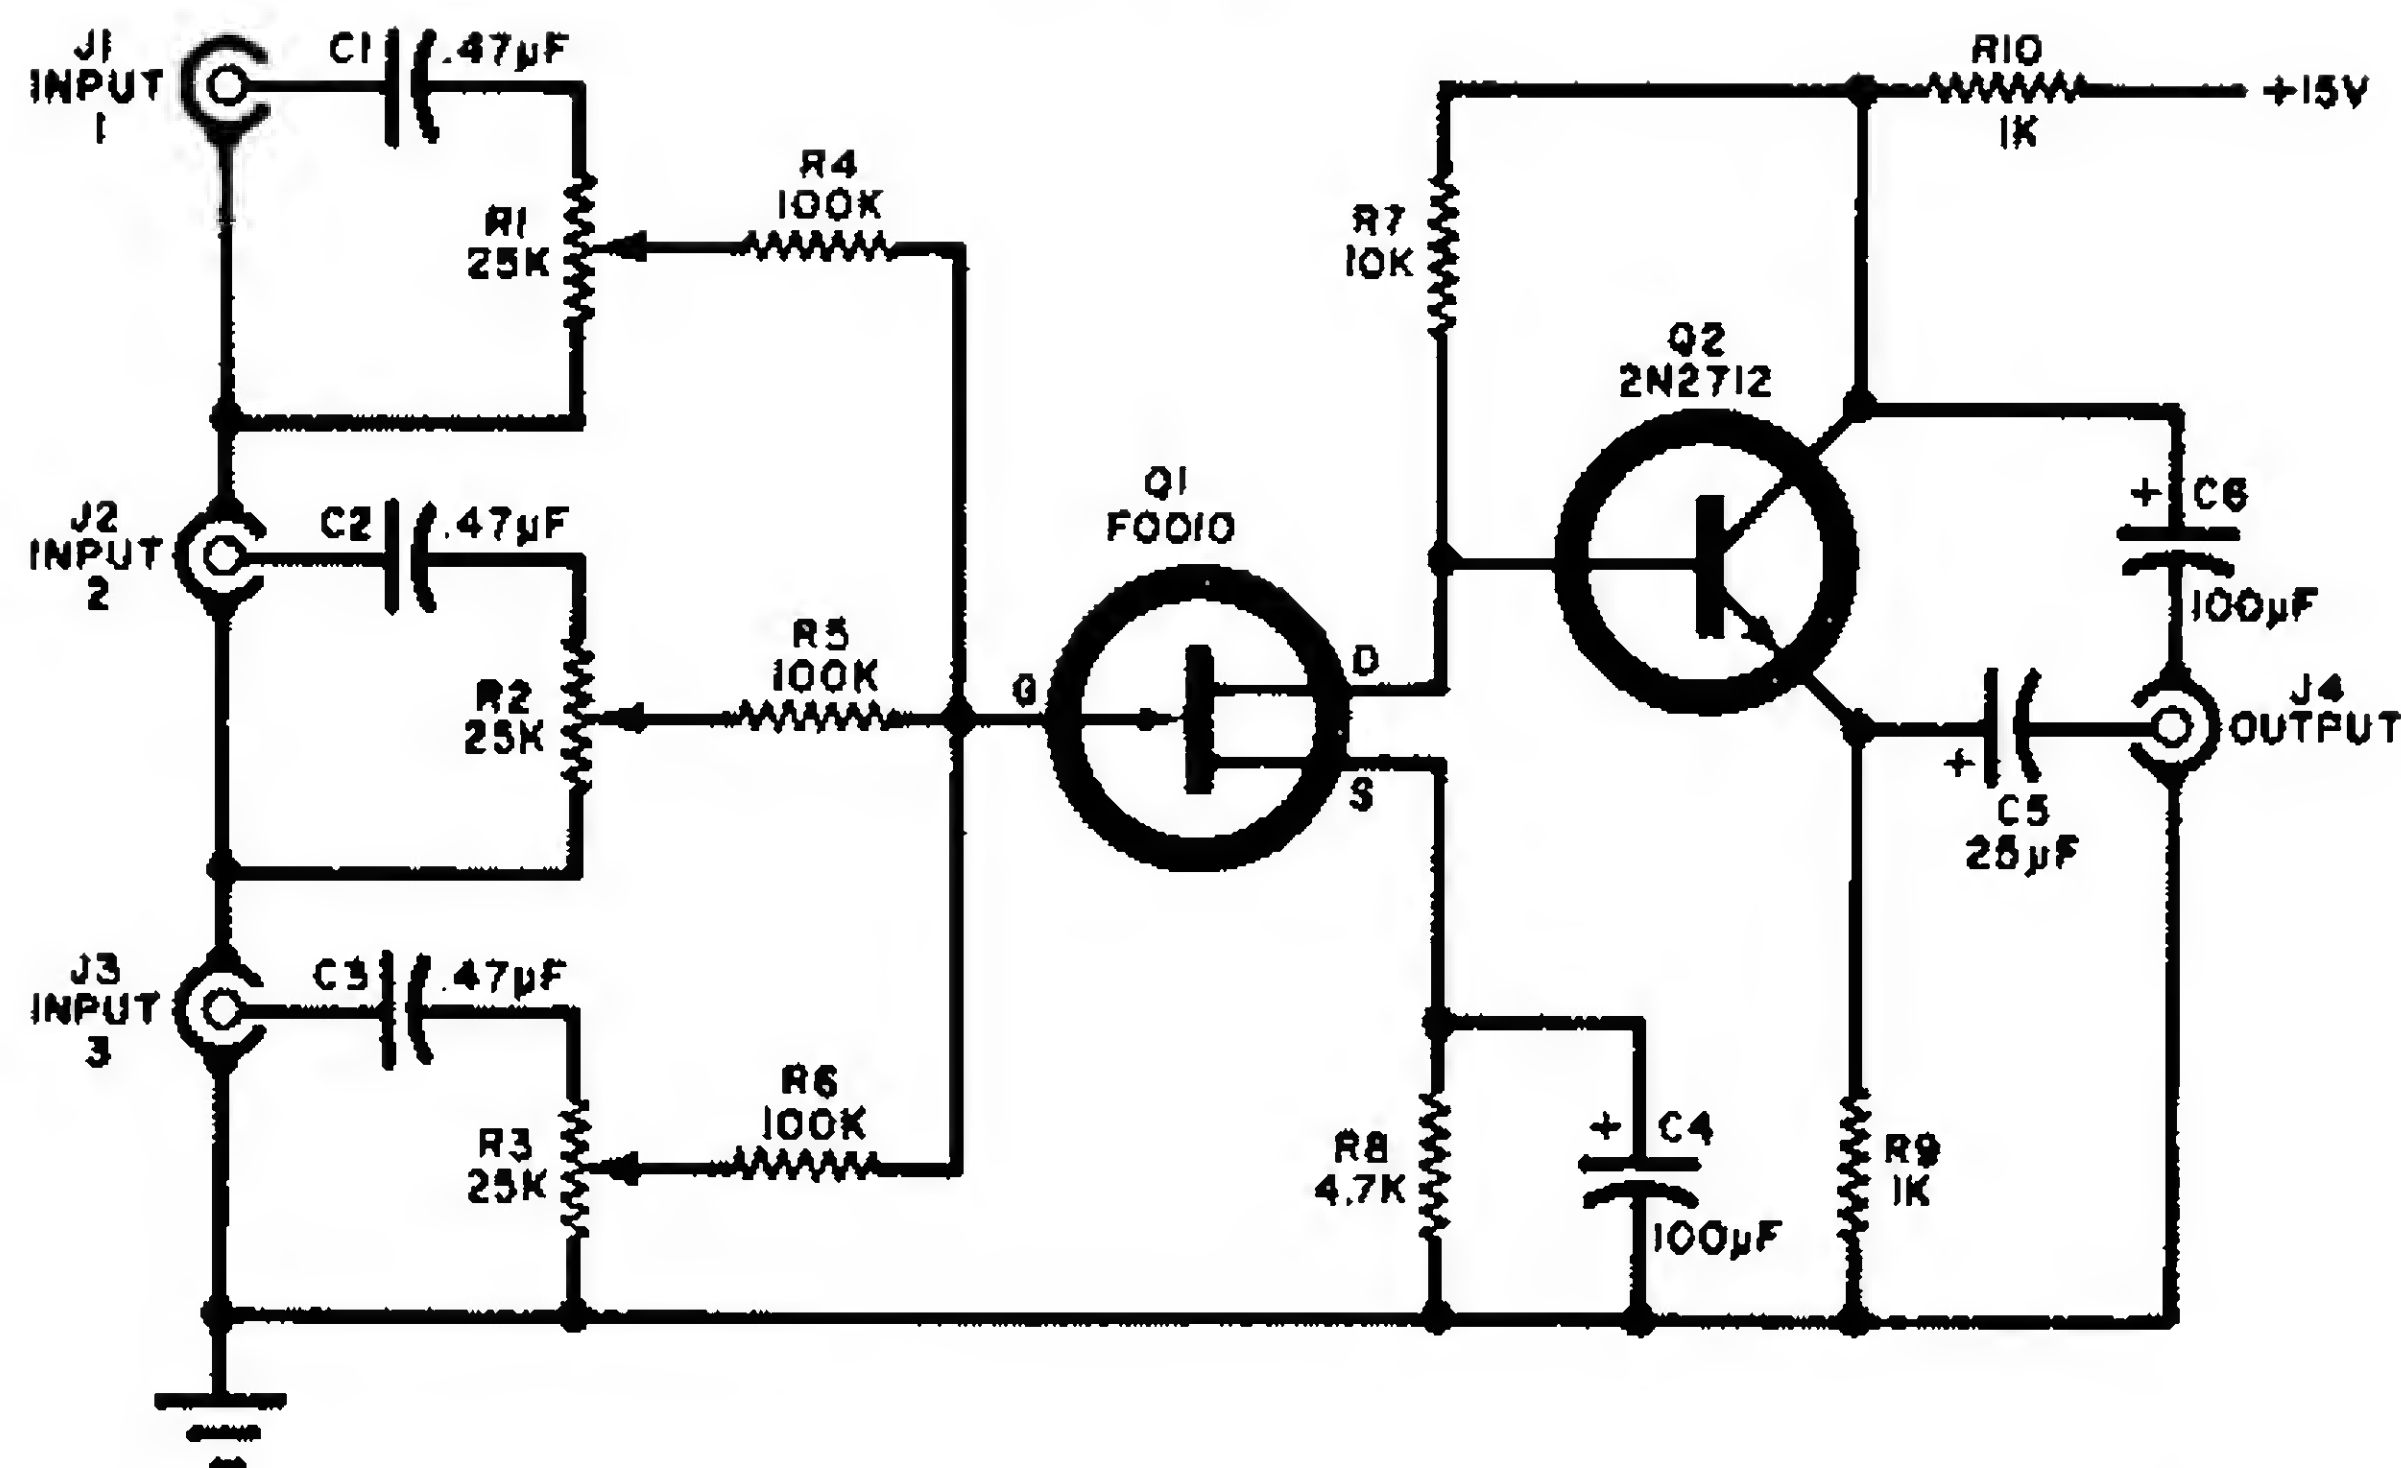 J1
INPUT
1
C1 .47µF
R1
25K
R4
100K
J2
INPUT
2
C2 .47µF
R2
25K
R5
100K
J3
INPUT
3
C3 .47µF
R3
25K
R6
100K
Q1
F0010
G
D
S
R7
10K
R10
1K
+15V
Q2
2N2712
+ C6
100µF
+
C5
25µF
J4
OUTPUT
R8
4.7K
+ C4
100µF
R9
1K